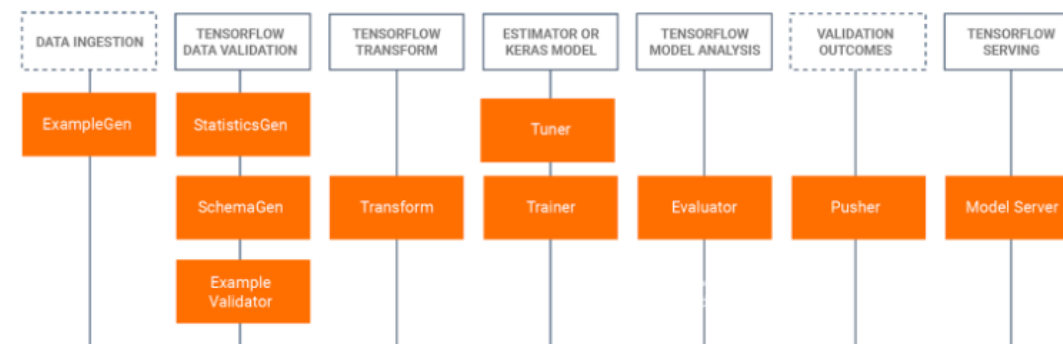 DATA INGESTION
TENSORFLOW
DATA VALIDATION
TENSORFLOW
TRANSFORM
ESTIMATOR OR
KERAS MODEL
TENSORFLOW
MODEL ANALYSIS
VALIDATION
OUTCOMES
TENSORFLOW
SERVING
ExampleGen
StatisticsGen
Tuner
SchemaGen
Transform
Trainer
Evaluator
Pusher
Model Server
Example
Validator